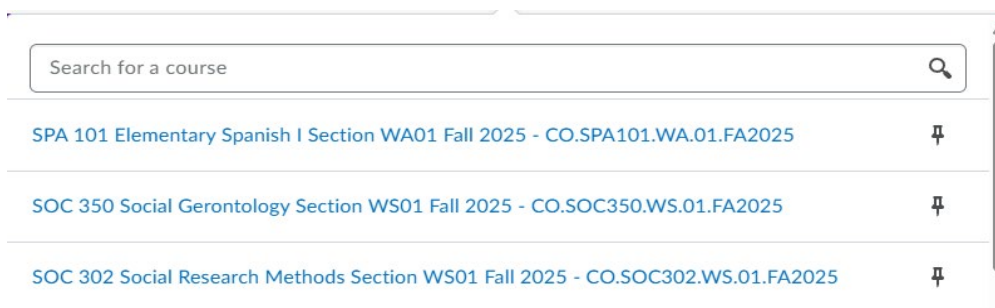 Search for a course
SPA 101 Elementary Spanish I Section WA01 Fall 2025 - CO.SPA101.WA.01.FA2025
SOC 350 Social Gerontology Section WS01 Fall 2025 - CO.SOC350.WS.01.FA2025
SOC 302 Social Research Methods Section WS01 Fall 2025 - CO.SOC302.WS.01.FA2025